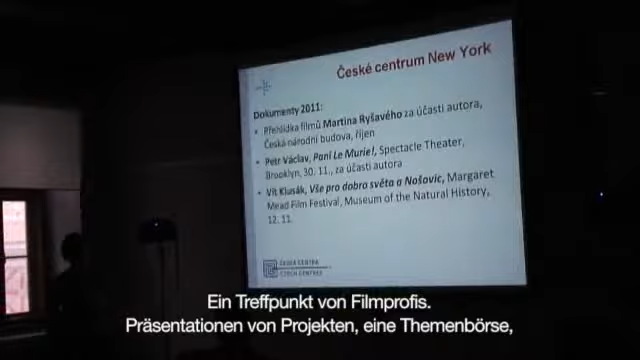 České centrum New York
Dokumenty 2011:
• Přehlídka filmů Martina Ryšavého za účasti autora,
Česká národní budova, říjen
• Petr Václav, Paní Le Murie!, Spectacle Theater,
Brooklyn, 30. 11., za účasti autora
• Vít Klusák, Vše pro dobro světa a Nošovic, Margaret
Mead Film Festival, Museum of the Natural History,
12. 11.
ČESKÁ CENTRA
CZECH CENTRES
Ein Treffpunkt von Filmprofis.
Präsentationen von Projekten, eine Themenbörse,